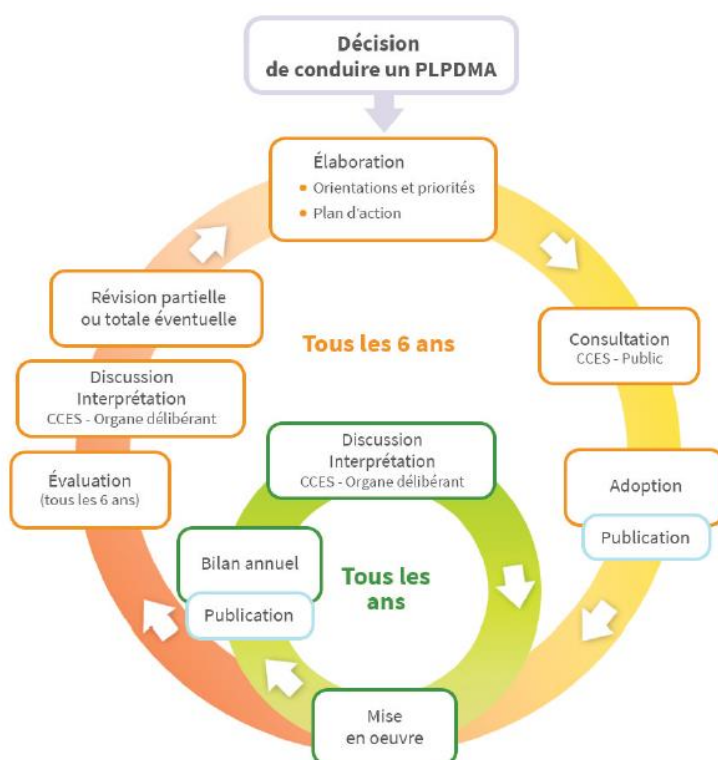 Décision
de conduire un PLPDMA
Élaboration
• Orientations et priorités
• Plan d'action
Révision partielle
ou totale éventuelle
Tous les 6 ans
Consultation
CCES - Public
Discussion
Interprétation
CCES - Organe délibérant
Discussion
Interprétation
CCES - Organe délibérant
Évaluation
(tous les 6 ans)
Adoption
Publication
Bilan annuel
Publication
Tous les
ans
Mise
en oeuvre